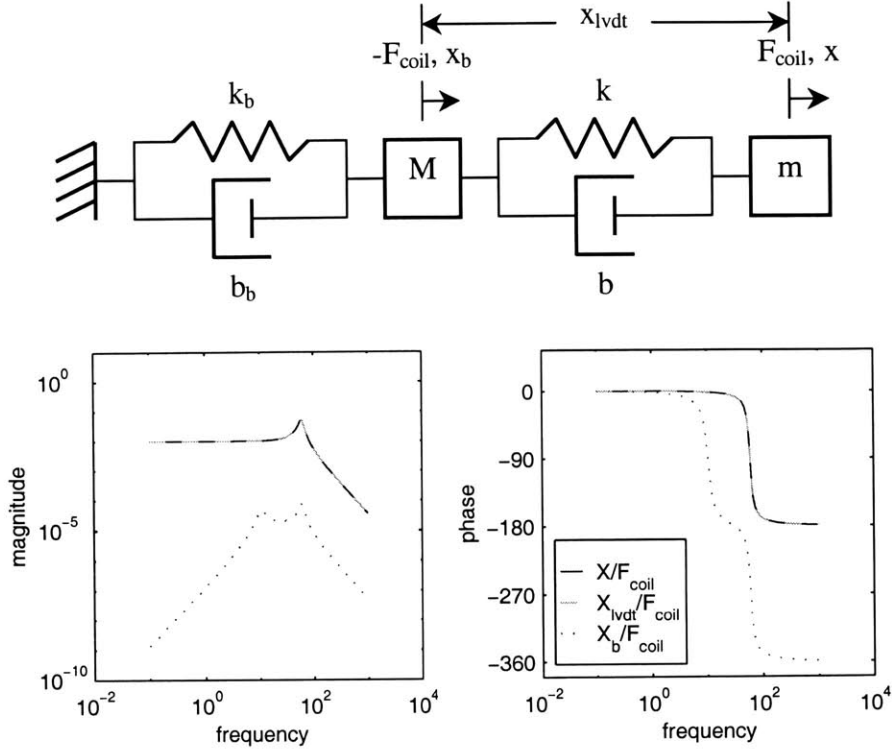 x_lvdt
-F_coil, x_b
F_coil, x
k_b
k
M
m
b_b
b
10^0
10^-5
10^-10
magnitude
10^-2
10^0
10^2
10^4
frequency
0
-90
-180
-270
-360
phase
X/F_coil
X_lvdt/F_coil
X_b/F_coil
10^-2
10^0
10^2
10^4
frequency